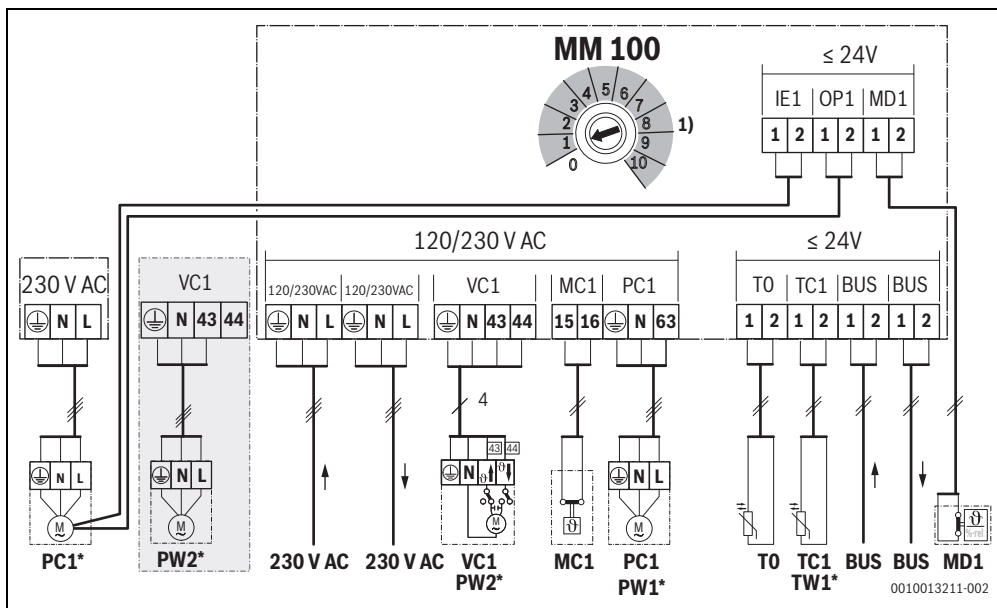 MM 100
≤ 24V
0 1 2 3 4 5 6 7 8 9 10
1)
IE1 OP1 MD1
1 2 1 2 1 2
120/230 V AC
≤ 24V
230 V AC
VC1
120/230VAC 120/230VAC VC1 MC1 PC1
T0 TC1 BUS BUS
N L
N 43 44
N L N L N 43 44 15 16 N 63
1 2 1 2 1 2 1 2
4
43 44
N L
N L
N ϑ ϑ
N L
M ~
M ~
M ~
ϑ
M ~
ϑ
%-rel
PC1*
PW2*
230 V AC 230 V AC VC1 MC1 PC1
PW2* PW1*
T0 TC1 BUS BUS MD1
TW1*
0010013211-002